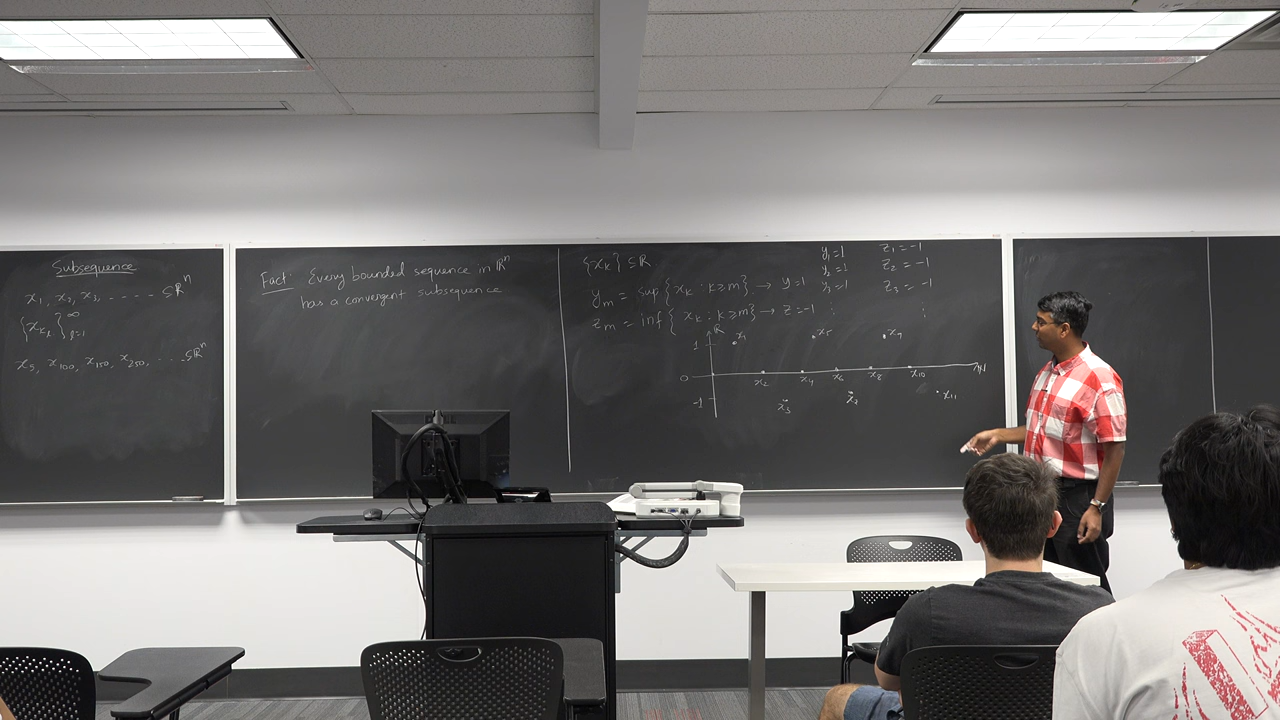 Subsequence
x₁, x₂, x₃, ..... ⊆ ℝⁿ
{x_{k_l}}_{l=1}^∞
x₅, x₁₀₀, x₁₅₀, x₂₅₀, ... ⊆ ℝⁿ
Fact: Every bounded sequence in ℝⁿ
has a convergent subsequence
{x_k} ⊆ ℝ
y_m = sup {x_k : k ≥ m} → y = 1
z_m = inf { x_k : k ≥ m} → z = -1
y₁ = 1 z₁ = -1
y₂ = 1 z₂ = -1
y₃ = 1 z₃ = -1
⋮ ⋮
ℝ
1 x₅ x₉
0 x₂ x₄ x₆ x₈ x₁₀
-1 x₃ x₇ x₁₁